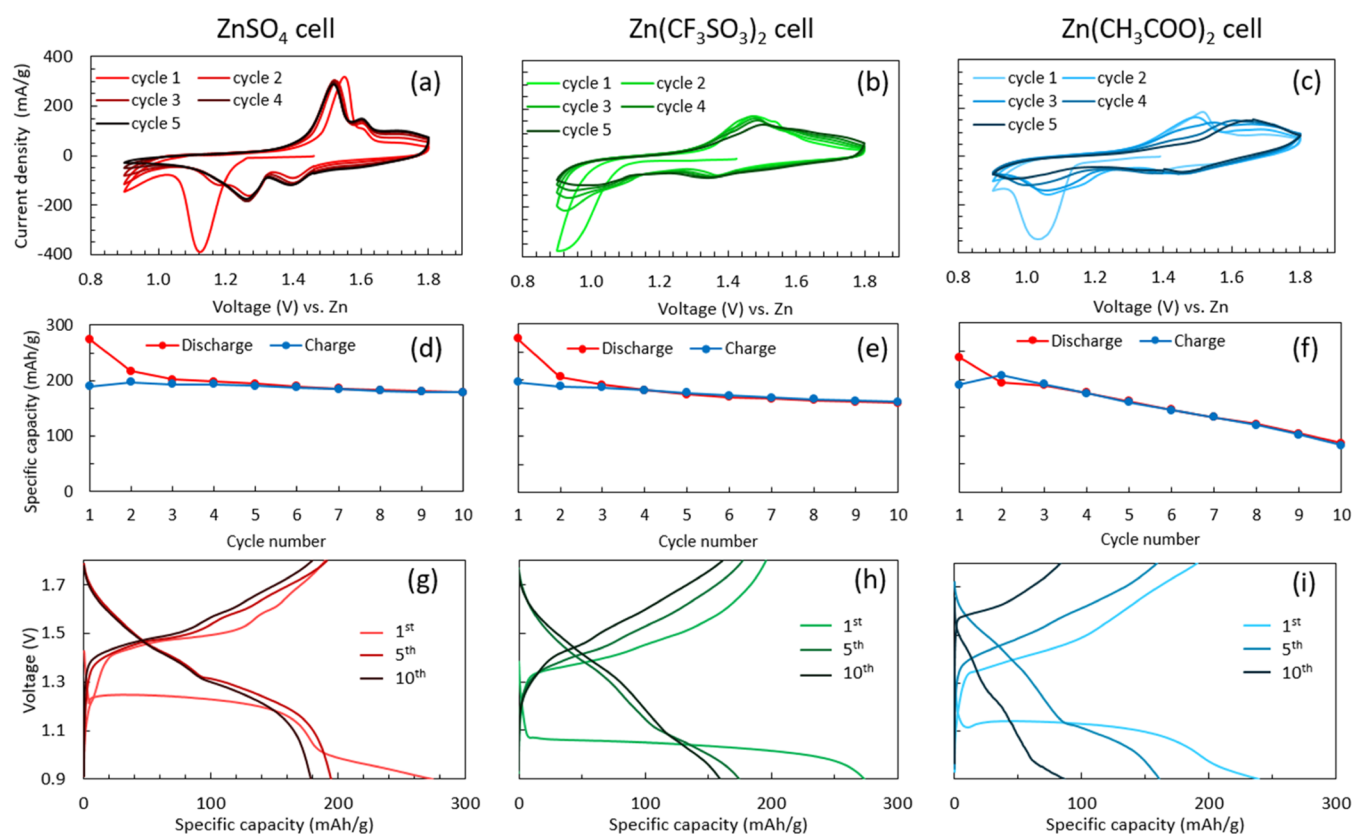 ZnSO4 cell
Zn(CF3SO3)2 cell
Zn(CH3COO)2 cell
Current density (mA/g)
400
200
0
-200
-400
cycle 1
cycle 2
cycle 3
cycle 4
cycle 5
(a)
0.8
1.0
1.2
1.4
1.6
1.8
Voltage (V) vs. Zn
cycle 1
cycle 2
cycle 3
cycle 4
cycle 5
(b)
0.8
1.0
1.2
1.4
1.6
1.8
Voltage (V) vs. Zn
cycle 1
cycle 2
cycle 3
cycle 4
cycle 5
(c)
0.8
1.0
1.2
1.4
1.6
1.8
Voltage (V) vs. Zn
Specific capacity (mAh/g)
300
200
100
0
Discharge
Charge
(d)
1 2 3 4 5 6 7 8 9 10
Cycle number
Discharge
Charge
(e)
1 2 3 4 5 6 7 8 9 10
Cycle number
Discharge
Charge
(f)
1 2 3 4 5 6 7 8 9 10
Cycle number
Voltage (V)
1.7
1.5
1.3
1.1
0.9
(g)
1st
5th
10th
0 100 200 300
Specific capacity (mAh/g)
(h)
1st
5th
10th
0 100 200 300
Specific capacity (mAh/g)
(i)
1st
5th
10th
0 100 200 300
Specific capacity (mAh/g)